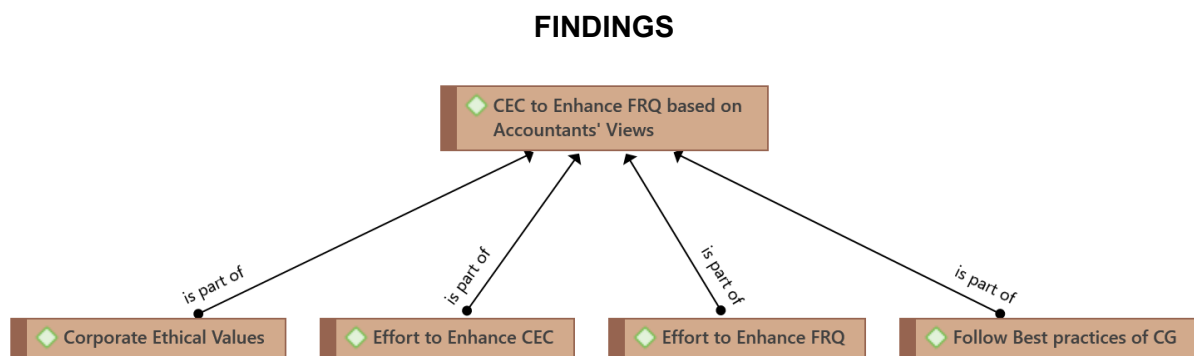 FINDINGS
CEC to Enhance FRQ based on
Accountants' Views
is part of
is part of
is part of
is part of
Corporate Ethical Values
Effort to Enhance CEC
Effort to Enhance FRQ
Follow Best practices of CG